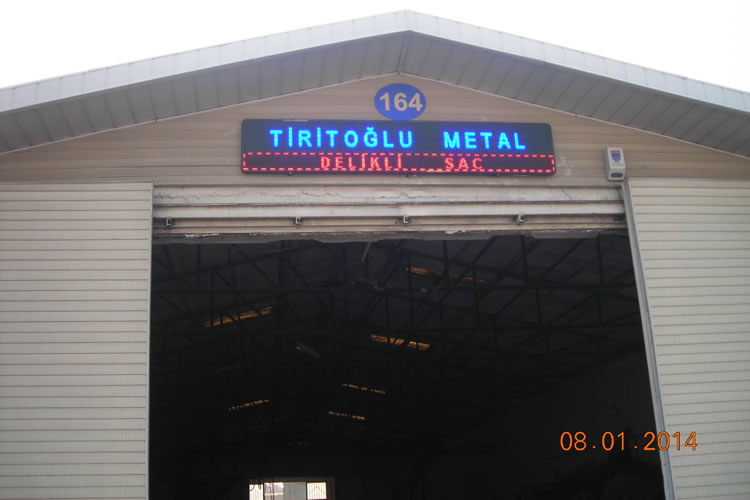 164
TİRİTOĞLU METAL
DELİKLİ SAC
08.01.2014